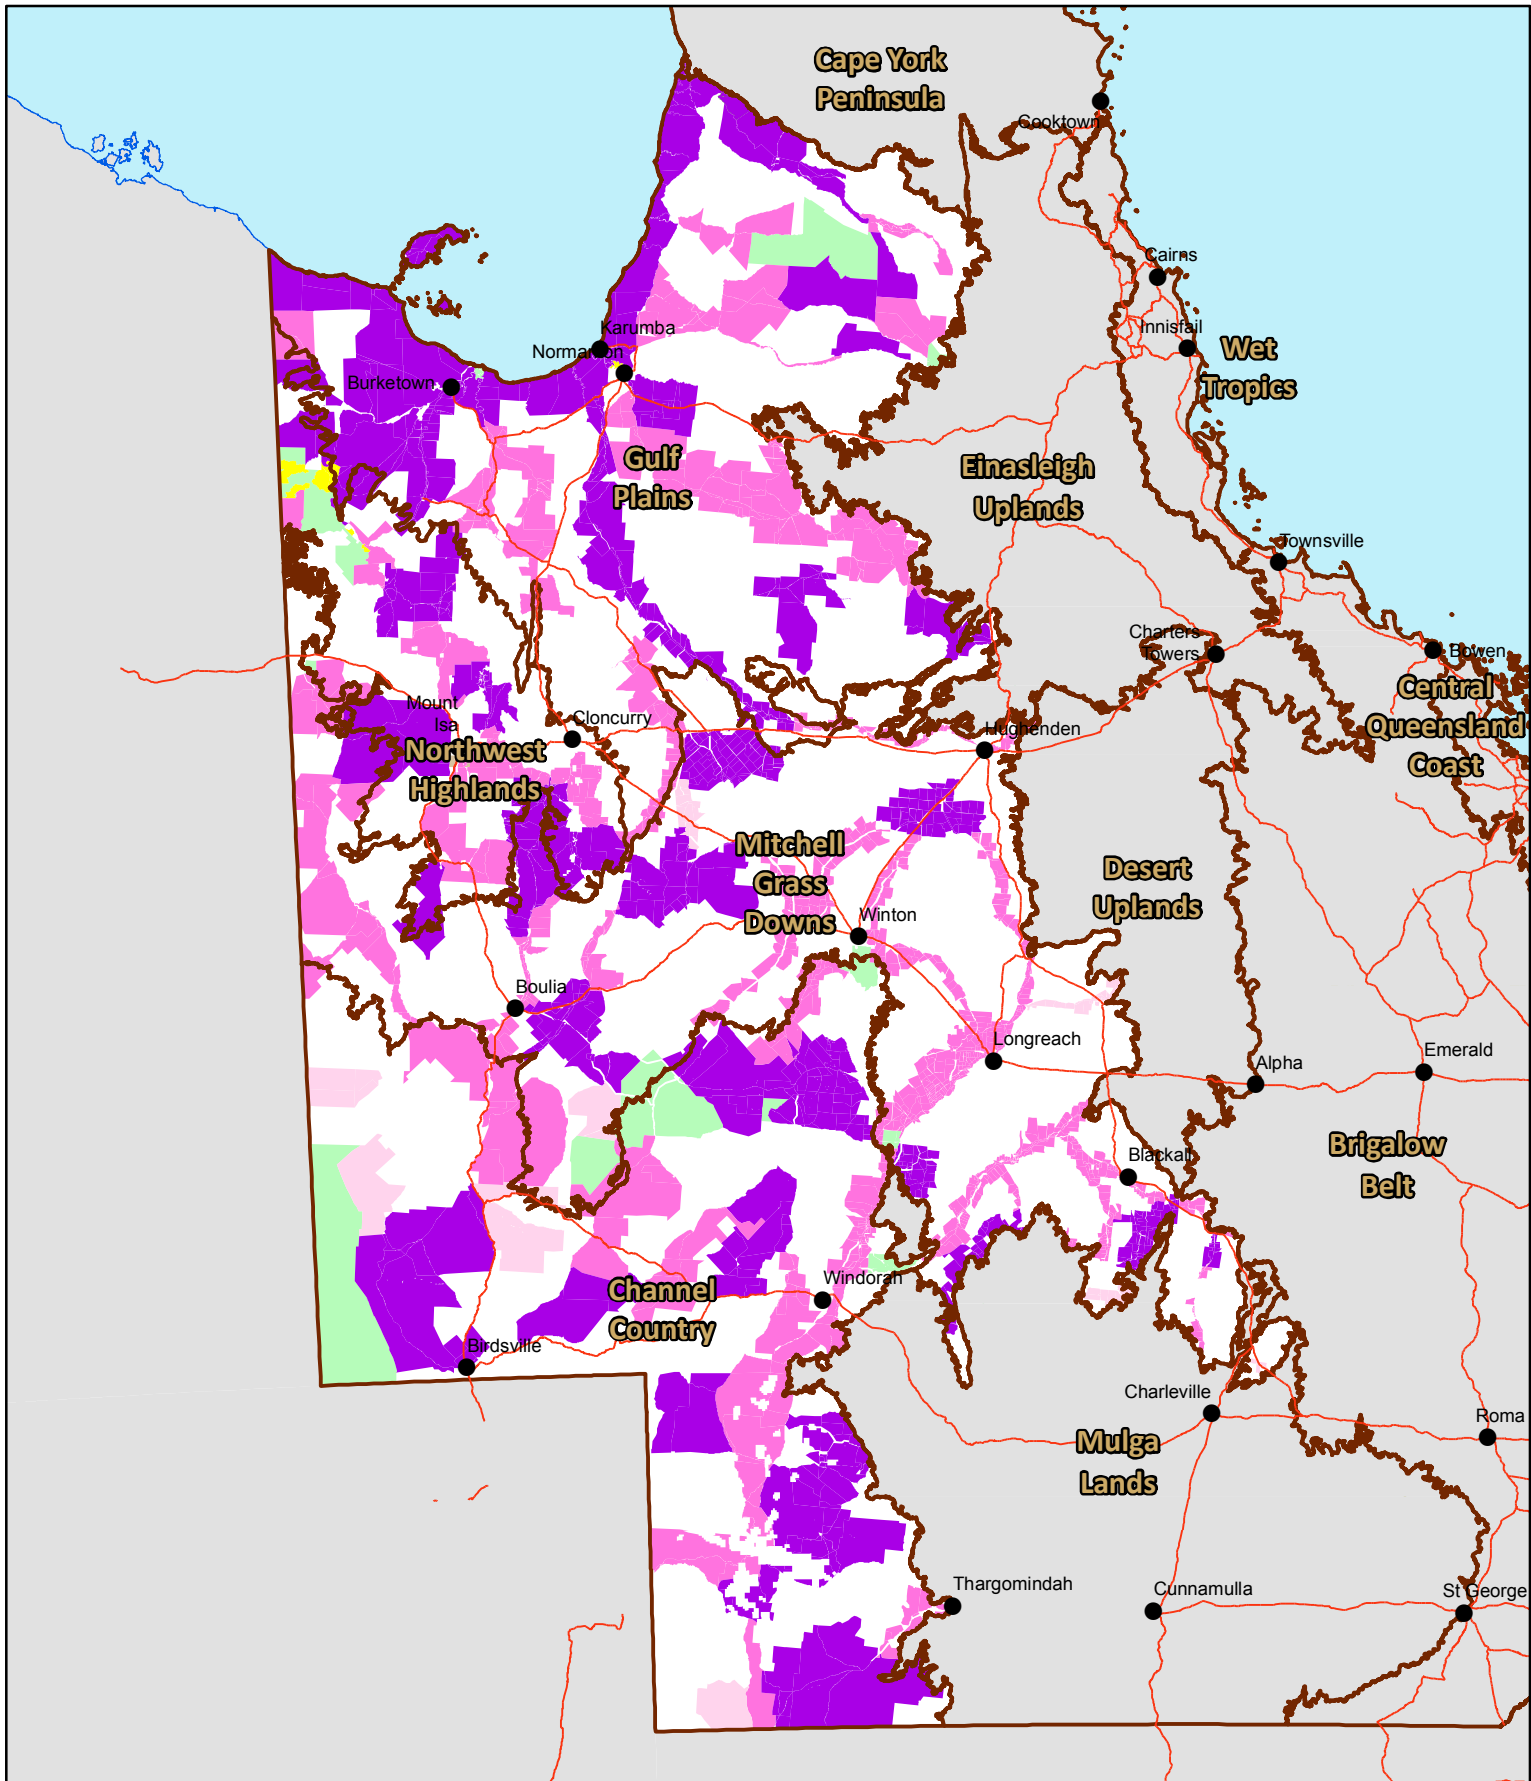 Cape York
Peninsula
Cooktown
Cairns
Karumba
Innisfail
Normanton
Wet
Tropics
Burketown
Gulf
Plains
Einasleigh
Uplands
Townsville
Charters
Towers
Bowen
Central
Queensland
Coast
Mount
Isa
Cloncurry
Hughenden
Northwest
Highlands
Mitchell
Grass
Downs
Desert
Uplands
Winton
Boulia
Longreach
Emerald
Alpha
Brigalow
Belt
Blackall
Windorah
Channel
Country
Birdsville
Charleville
Roma
Mulga
Lands
Thargomindah
Cunnamulla
St George